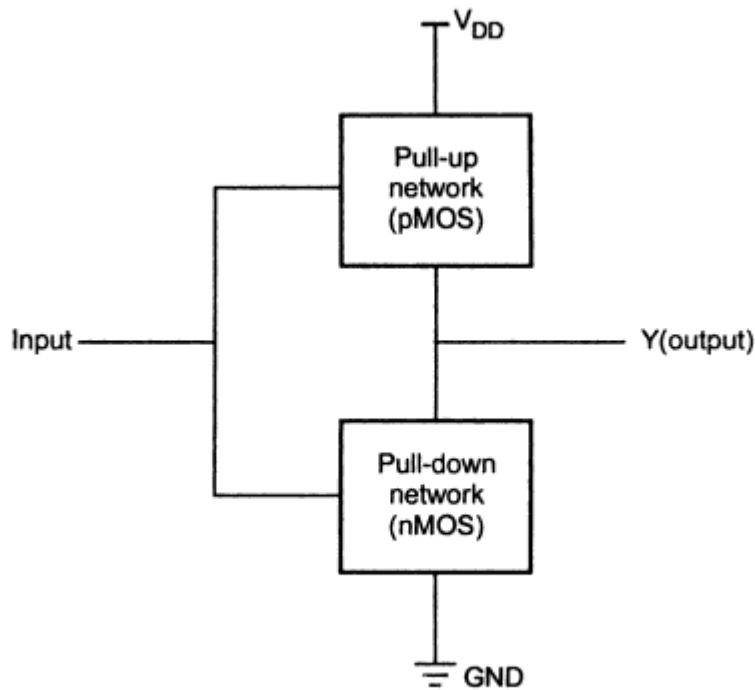 V_DD
Pull-up
network
(pMOS)
Input
Y(output)
Pull-down
network
(nMOS)
GND